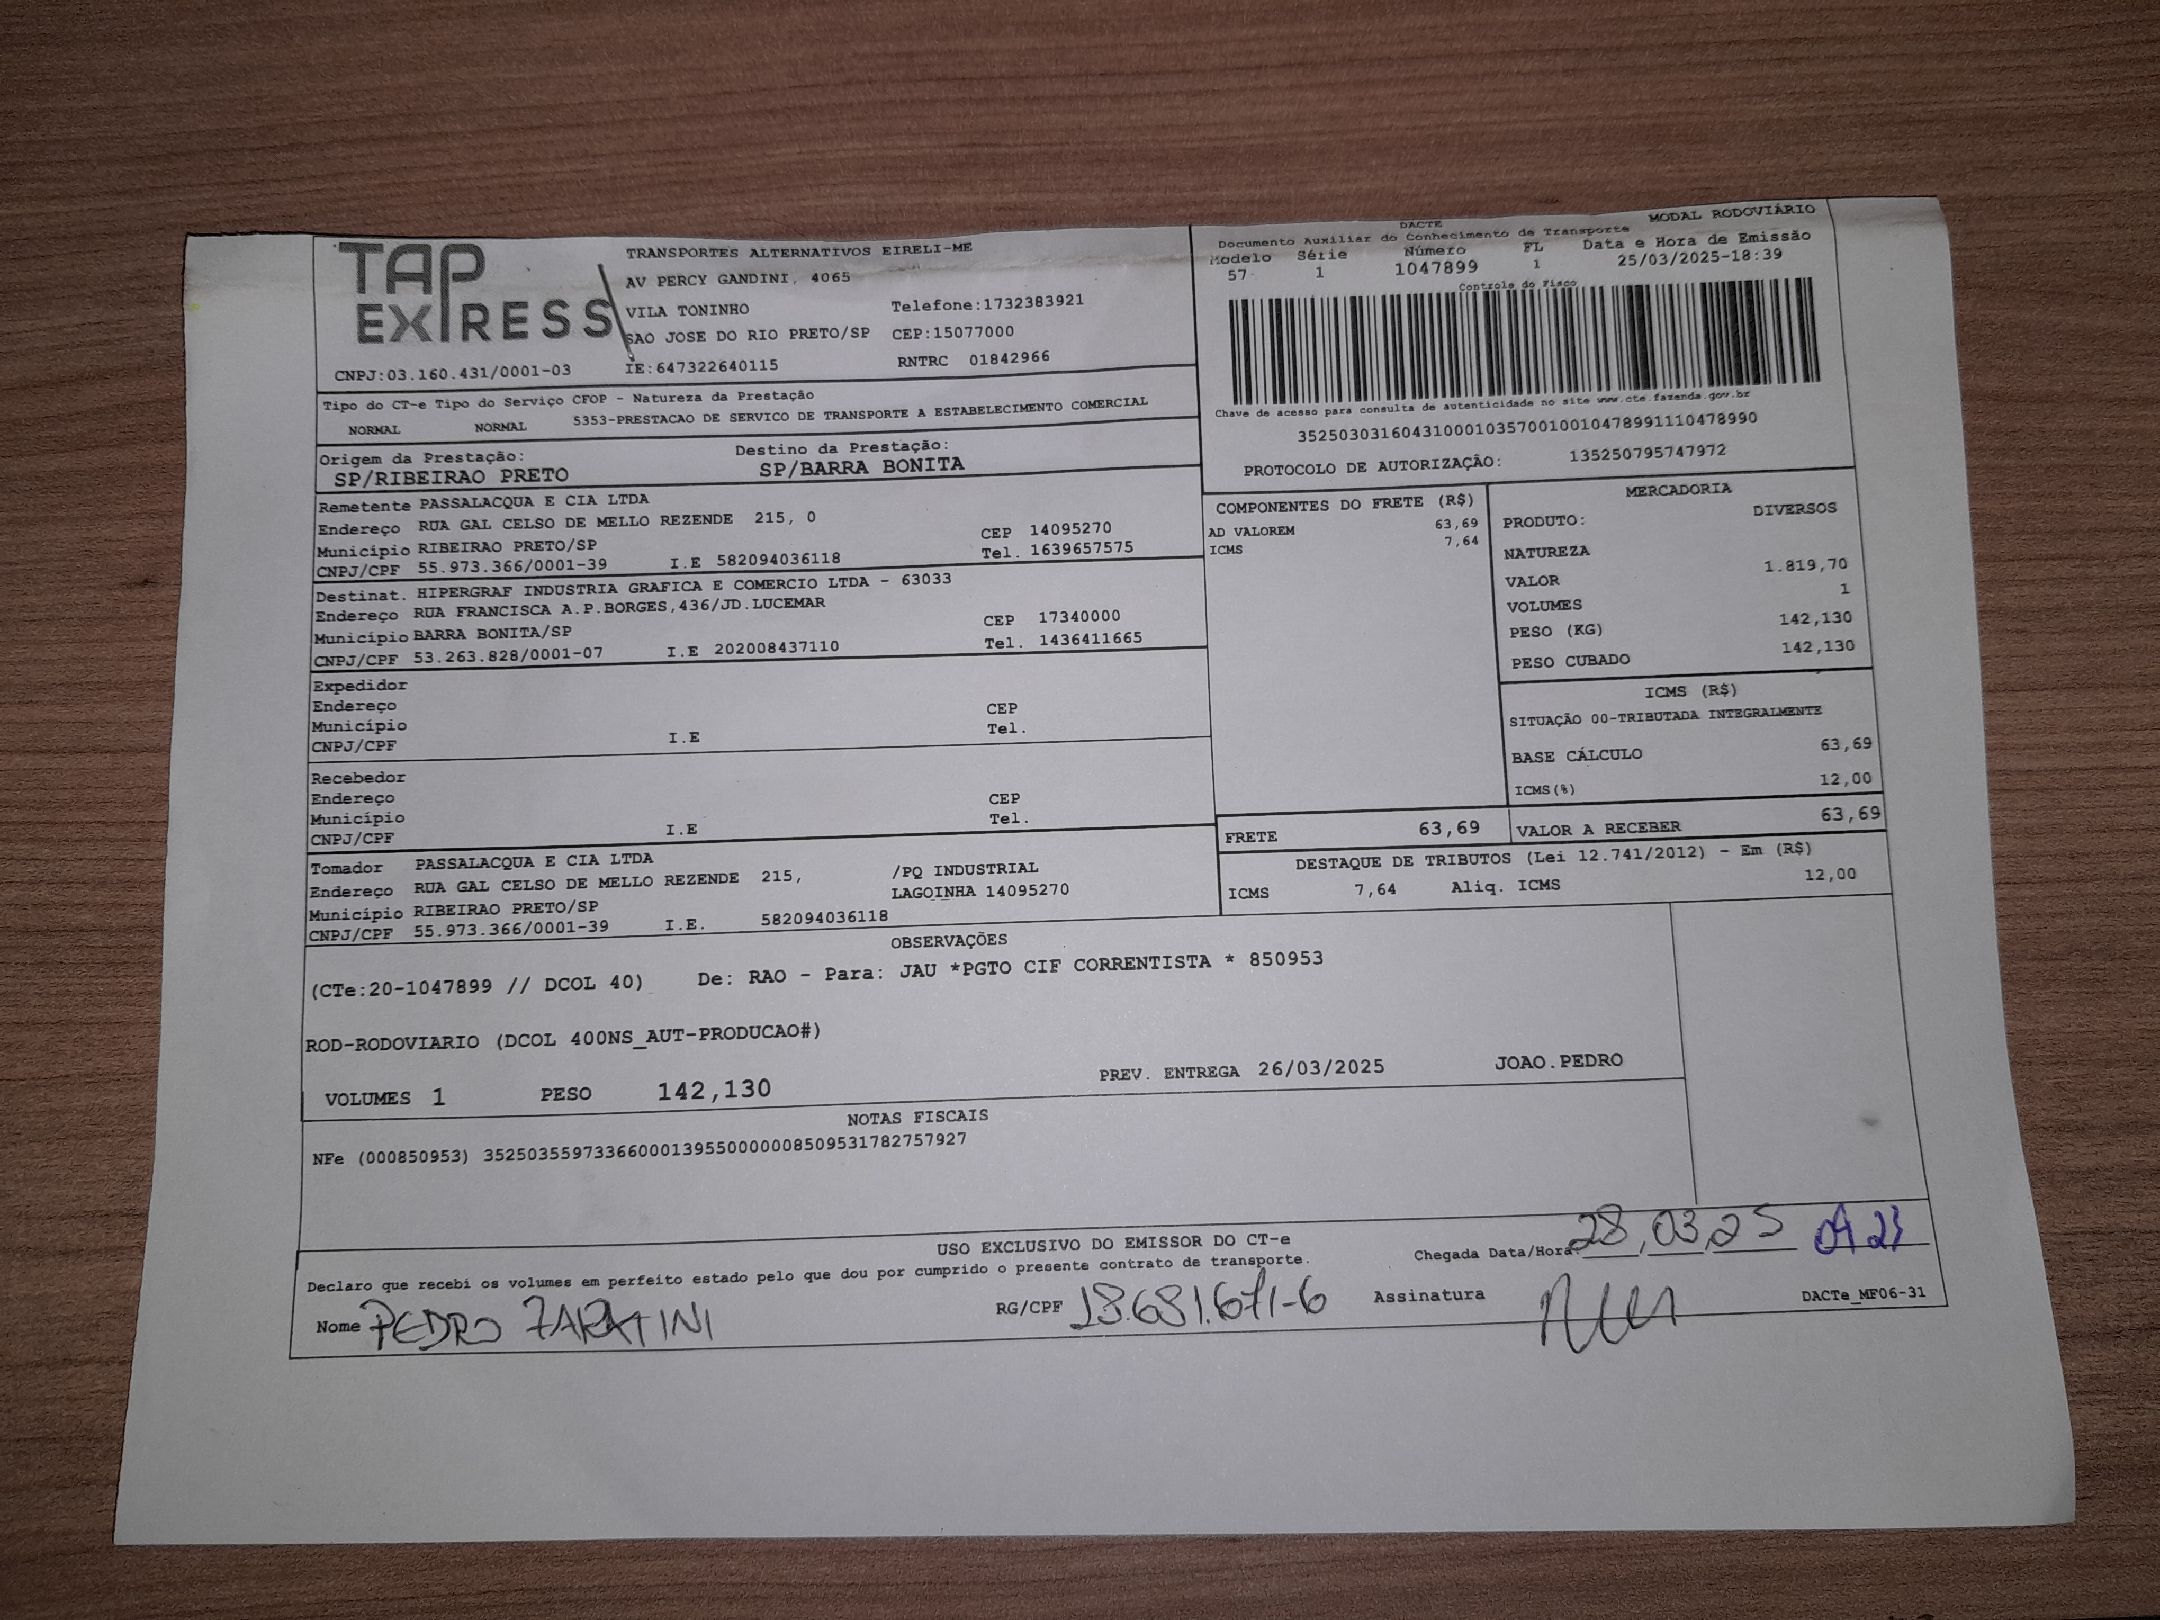 TAP
EXPRESS
CNPJ:03.160.431/0001-03
TRANSPORTES ALTERNATIVOS EIRELI-ME
AV PERCY GANDINI, 4065
VILA TONINHO Telefone:1732383921
SAO JOSE DO RIO PRETO/SP CEP:15077000
IE:647322640115 RNTRC 01842966
DACTE MODAL RODOVIÁRIO
Documento Auxiliar do Conhecimento de Transporte
Modelo Série Número FL Data e Hora de Emissão
57 1 1047899 1 25/03/2025-18:39
Controle do Fisco
Chave de acesso para consulta de autenticidade no site www.cte.fazenda.gov.br
35250303160431000103570010010478991110478990
PROTOCOLO DE AUTORIZAÇÃO: 135250795747972
Tipo do CT-e Tipo do Serviço CFOP - Natureza da Prestação
NORMAL NORMAL 5353-PRESTACAO DE SERVICO DE TRANSPORTE A ESTABELECIMENTO COMERCIAL
Origem da Prestação: Destino da Prestação:
SP/RIBEIRAO PRETO SP/BARRA BONITA
Remetente PASSALACQUA E CIA LTDA
Endereço RUA GAL CELSO DE MELLO REZENDE 215, 0 CEP 14095270
Município RIBEIRAO PRETO/SP Tel. 1639657575
CNPJ/CPF 55.973.366/0001-39 I.E 582094036118
Destinat. HIPERGRAF INDUSTRIA GRAFICA E COMERCIO LTDA - 63033
Endereço RUA FRANCISCA A.P.BORGES,436/JD.LUCEMAR CEP 17340000
Município BARRA BONITA/SP Tel. 1436411665
CNPJ/CPF 53.263.828/0001-07 I.E 202008437110
Expedidor
Endereço CEP
Município Tel.
CNPJ/CPF I.E
Recebedor
Endereço CEP
Município Tel.
CNPJ/CPF I.E
Tomador PASSALACQUA E CIA LTDA /PQ INDUSTRIAL
Endereço RUA GAL CELSO DE MELLO REZENDE 215, LAGOINHA 14095270
Município RIBEIRAO PRETO/SP
CNPJ/CPF 55.973.366/0001-39 I.E. 582094036118
COMPONENTES DO FRETE (R$)
AD VALOREM 63,69
ICMS 7,64
MERCADORIA
PRODUTO: DIVERSOS
NATUREZA
VALOR 1.819,70
VOLUMES 1
PESO (KG) 142,130
PESO CUBADO 142,130
ICMS (R$)
SITUAÇÃO 00-TRIBUTADA INTEGRALMENTE
BASE CÁLCULO 63,69
ICMS(%) 12,00
FRETE 63,69 VALOR A RECEBER 63,69
DESTAQUE DE TRIBUTOS (Lei 12.741/2012) - Em (R$)
ICMS 7,64 Aliq. ICMS 12,00
OBSERVAÇÕES
(CTe:20-1047899 // DCOL 40) De: RAO - Para: JAU *PGTO CIF CORRENTISTA * 850953
ROD-RODOVIARIO (DCOL 400NS_AUT-PRODUCAO#)
VOLUMES 1 PESO 142,130 PREV. ENTREGA 26/03/2025 JOAO.PEDRO
NOTAS FISCAIS
NFe (000850953) 35250355973366000139550000008509531782757927
USO EXCLUSIVO DO EMISSOR DO CT-e
Declaro que recebi os volumes em perfeito estado pelo que dou por cumprido o presente contrato de transporte.
Chegada Data/Hora: 28,03,25
Nome PEDRO RG/CPF Assinatura
DACTe_MF06-31